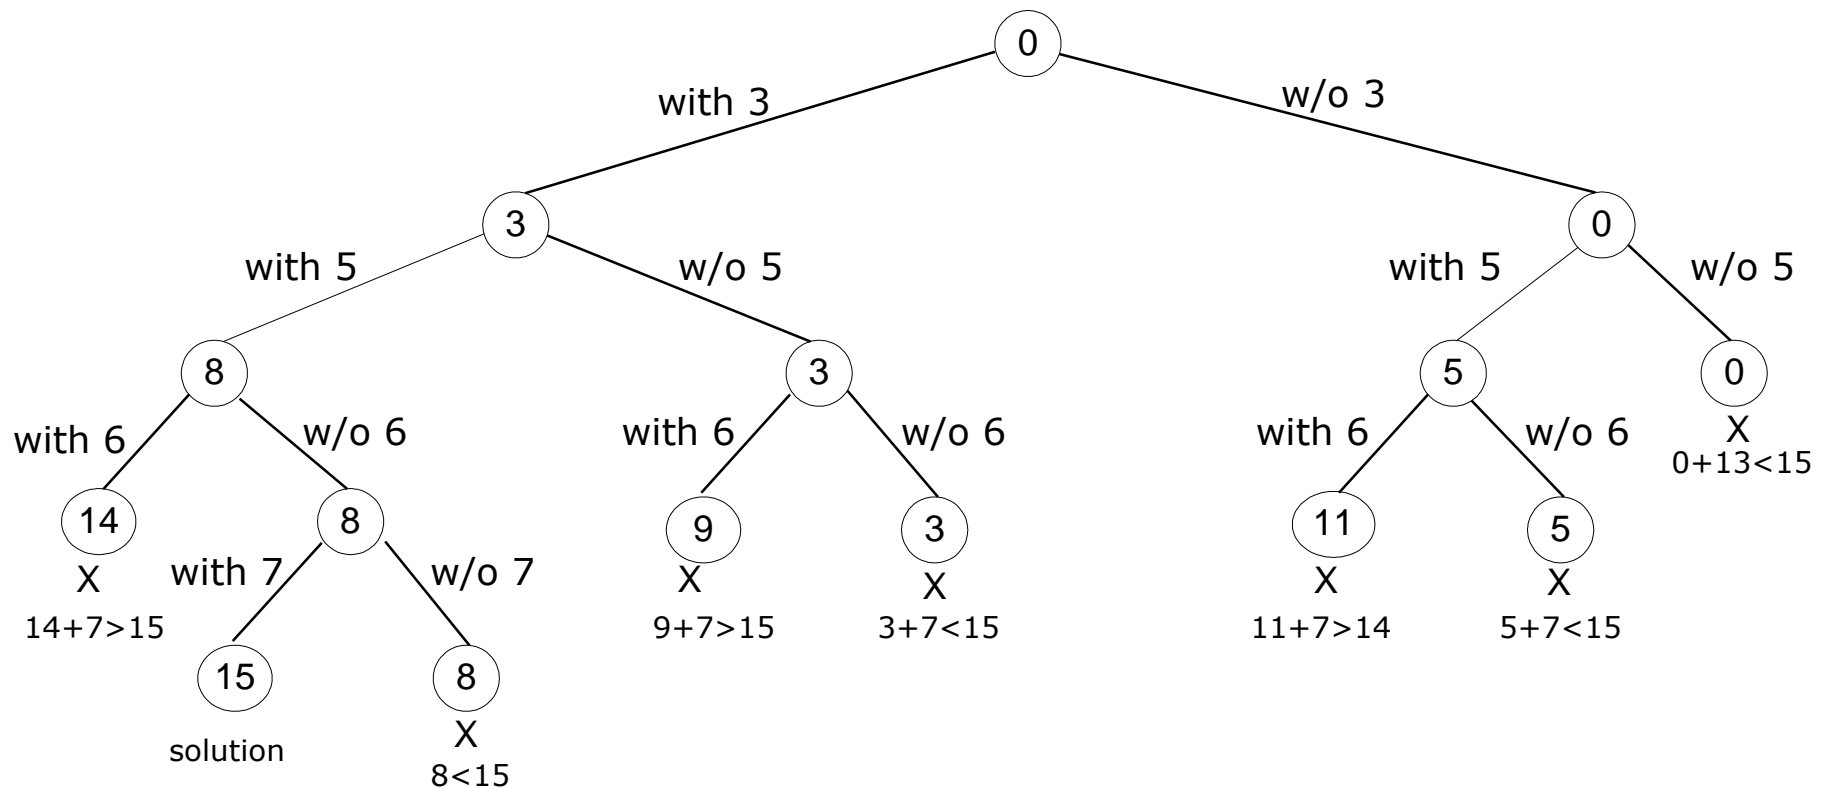 0
with 3
w/o 3
3
0
with 5
w/o 5
with 5
w/o 5
8
3
5
0
with 6
w/o 6
with 6
w/o 6
with 6
w/o 6
X
0+13<15
14
8
9
3
11
5
X
with 7
w/o 7
X
X
X
X
14+7>15
9+7>15
3+7<15
11+7>14
5+7<15
15
8
solution
X
8<15